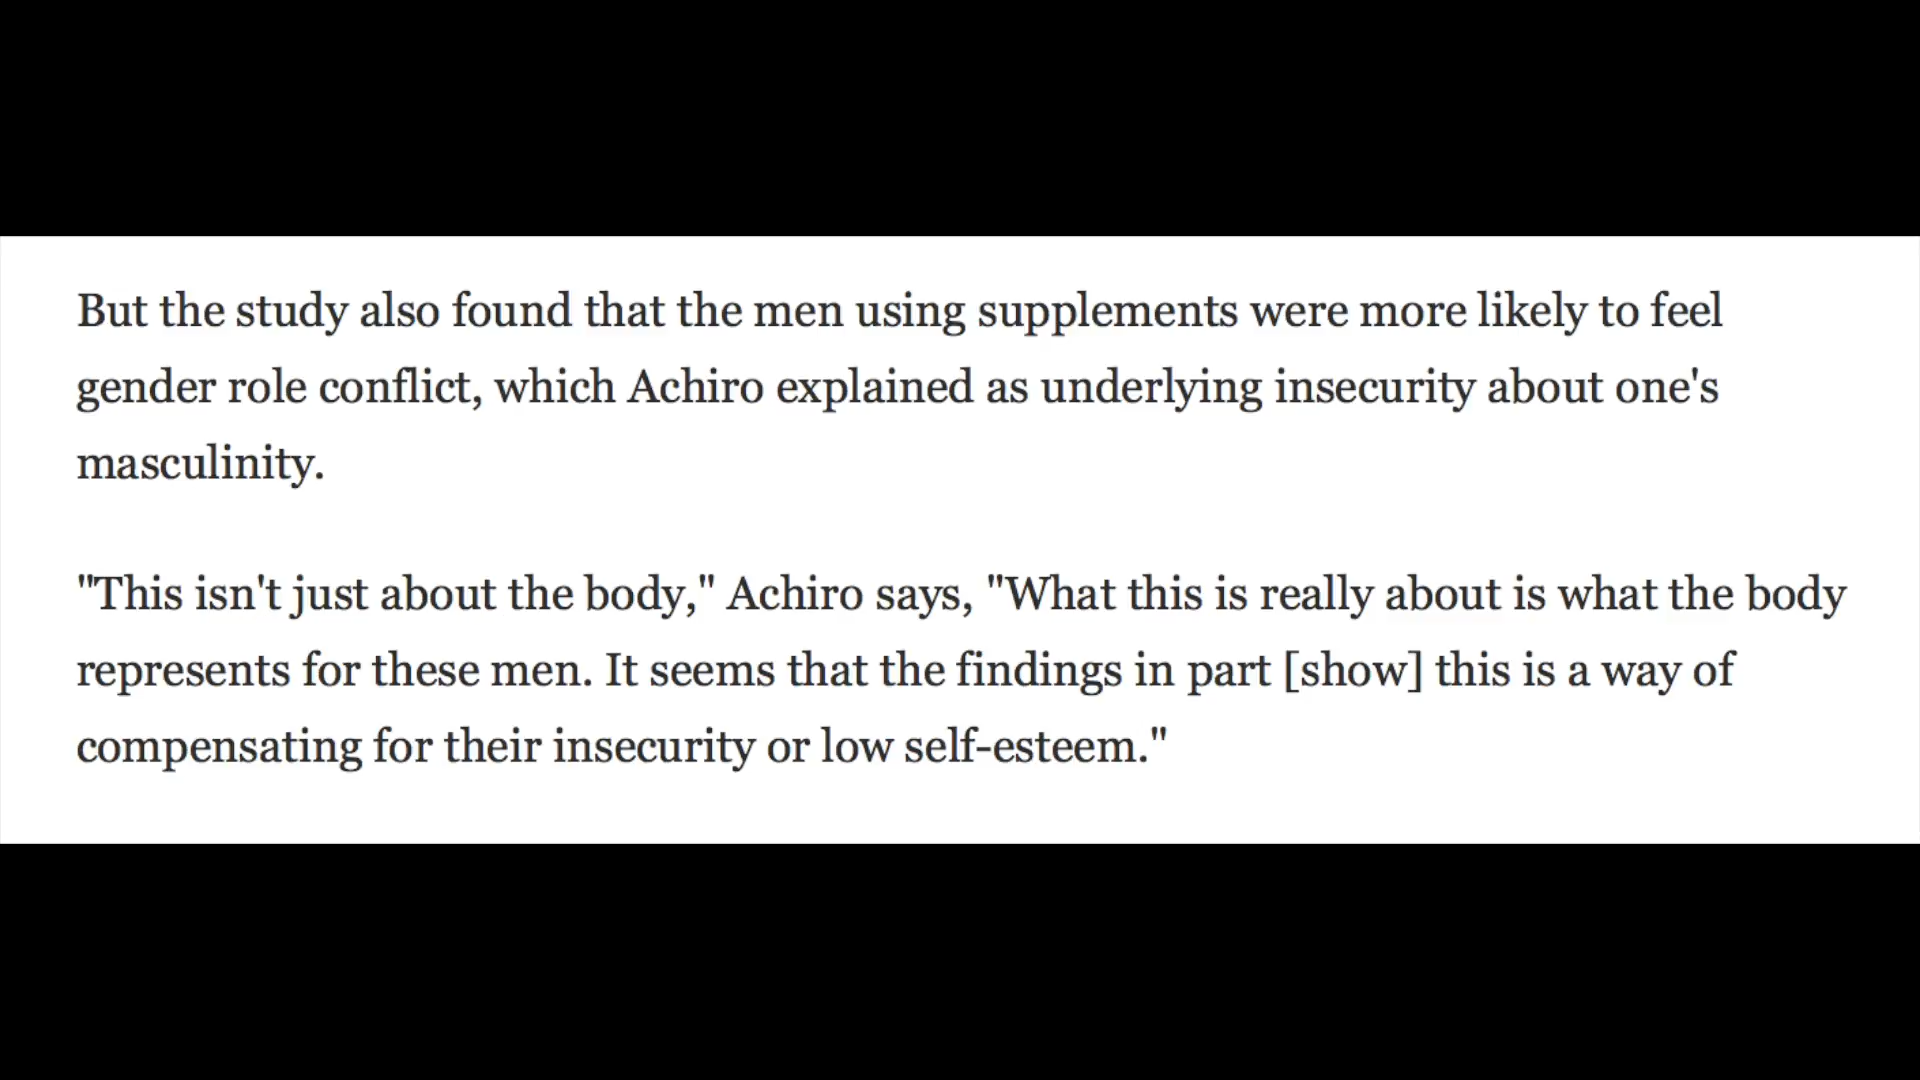 But the study also found that the men using supplements were more likely to feel
gender role conflict, which Achiro explained as underlying insecurity about one's
masculinity.
"This isn't just about the body," Achiro says, "What this is really about is what the body
represents for these men. It seems that the findings in part [show] this is a way of
compensating for their insecurity or low self-esteem."